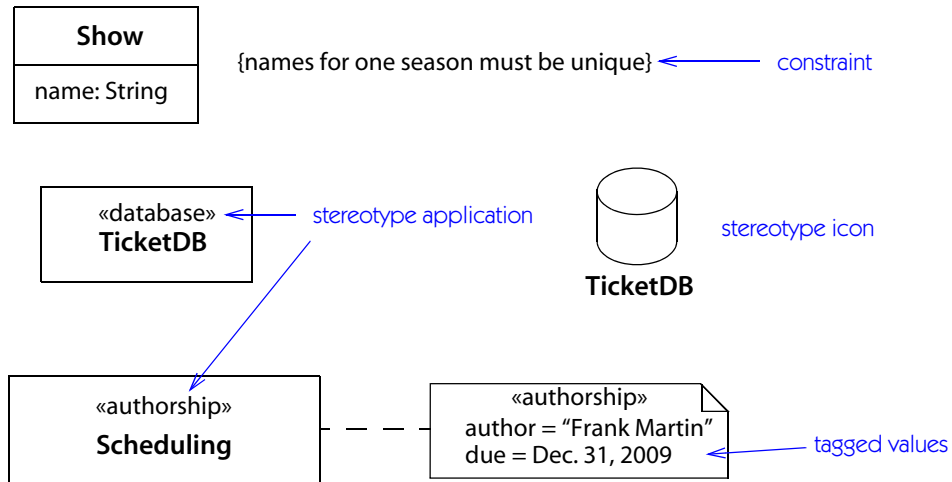 Show
name: String
{names for one season must be unique}
constraint
«database»
TicketDB
stereotype application
stereotype icon
TicketDB
«authorship»
Scheduling
«authorship»
author = “Frank Martin”
due = Dec. 31, 2009
tagged values